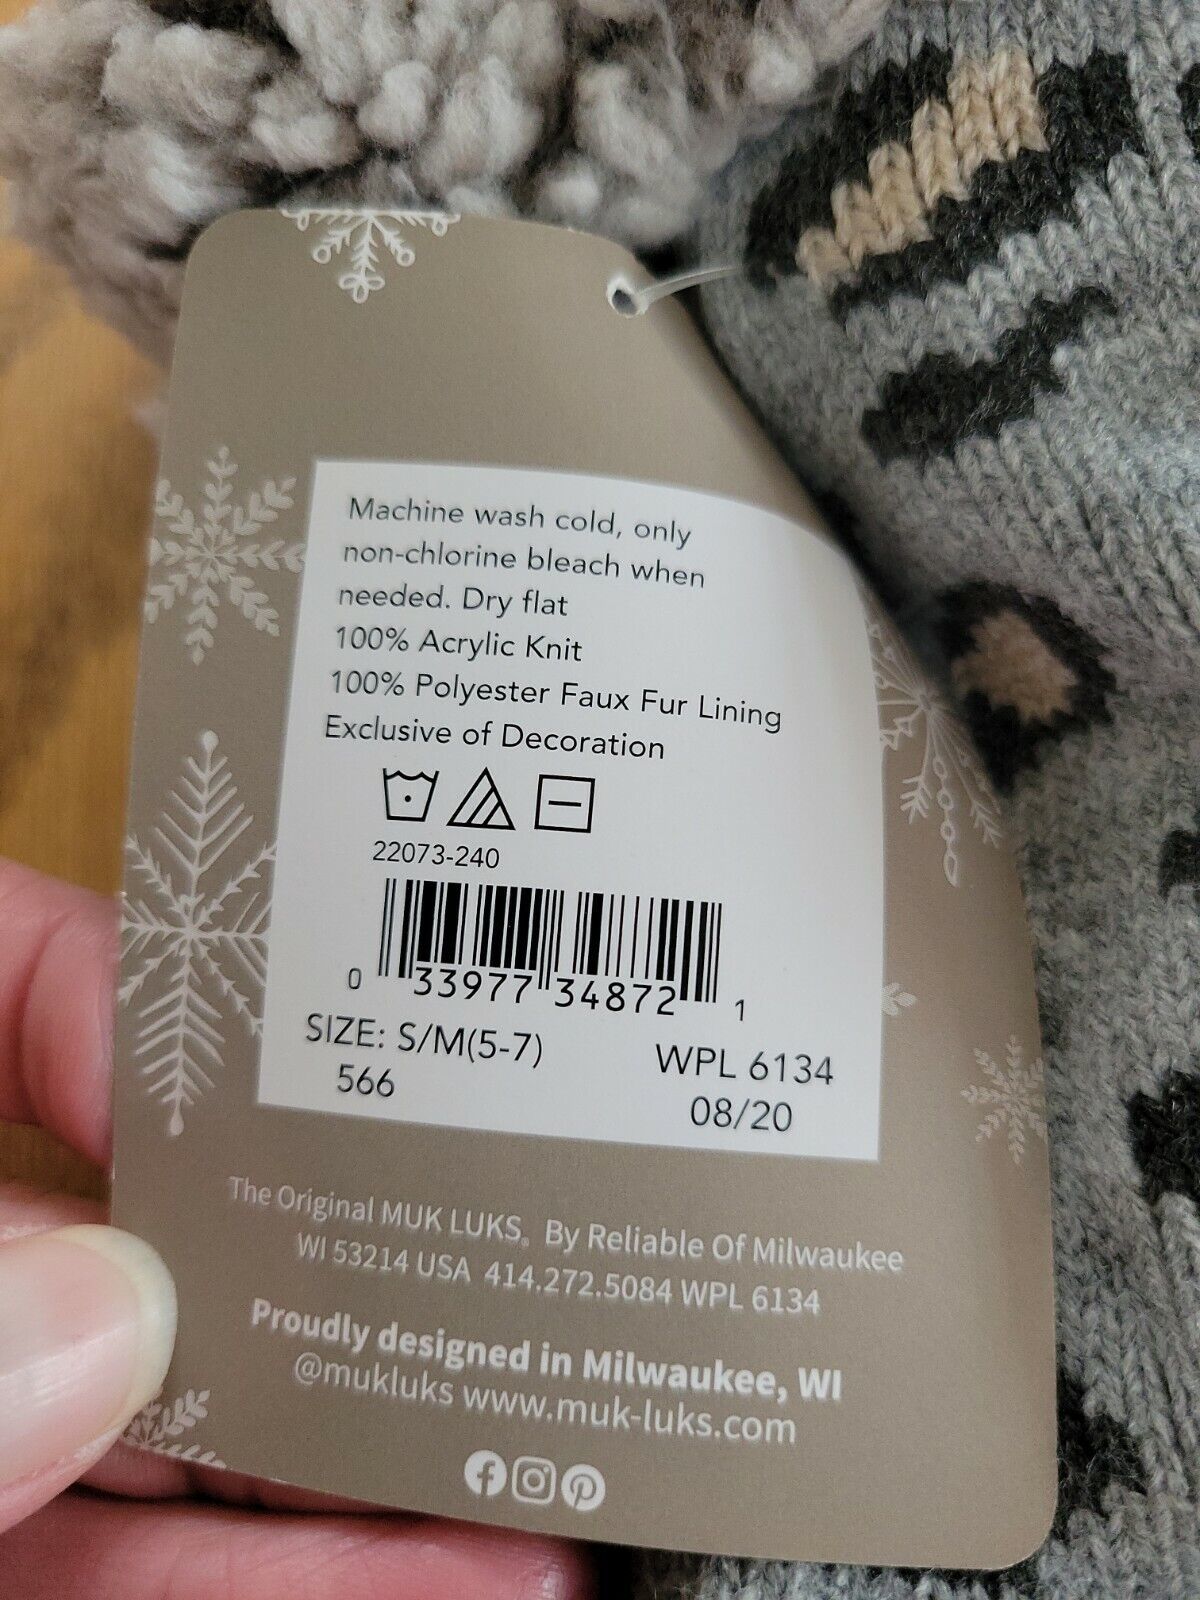 Machine wash cold, only
non-chlorine bleach when
needed. Dry flat
100% Acrylic Knit
100% Polyester Faux Fur Lining
Exclusive of Decoration
22073-240
0 33977 34872 1
SIZE: S/M(5-7) WPL 6134
566 08/20
The Original MUK LUKS® By Reliable Of Milwaukee
WI 53214 USA 414.272.5084 WPL 6134
Proudly designed in Milwaukee, WI
@mukluks www.muk-luks.com